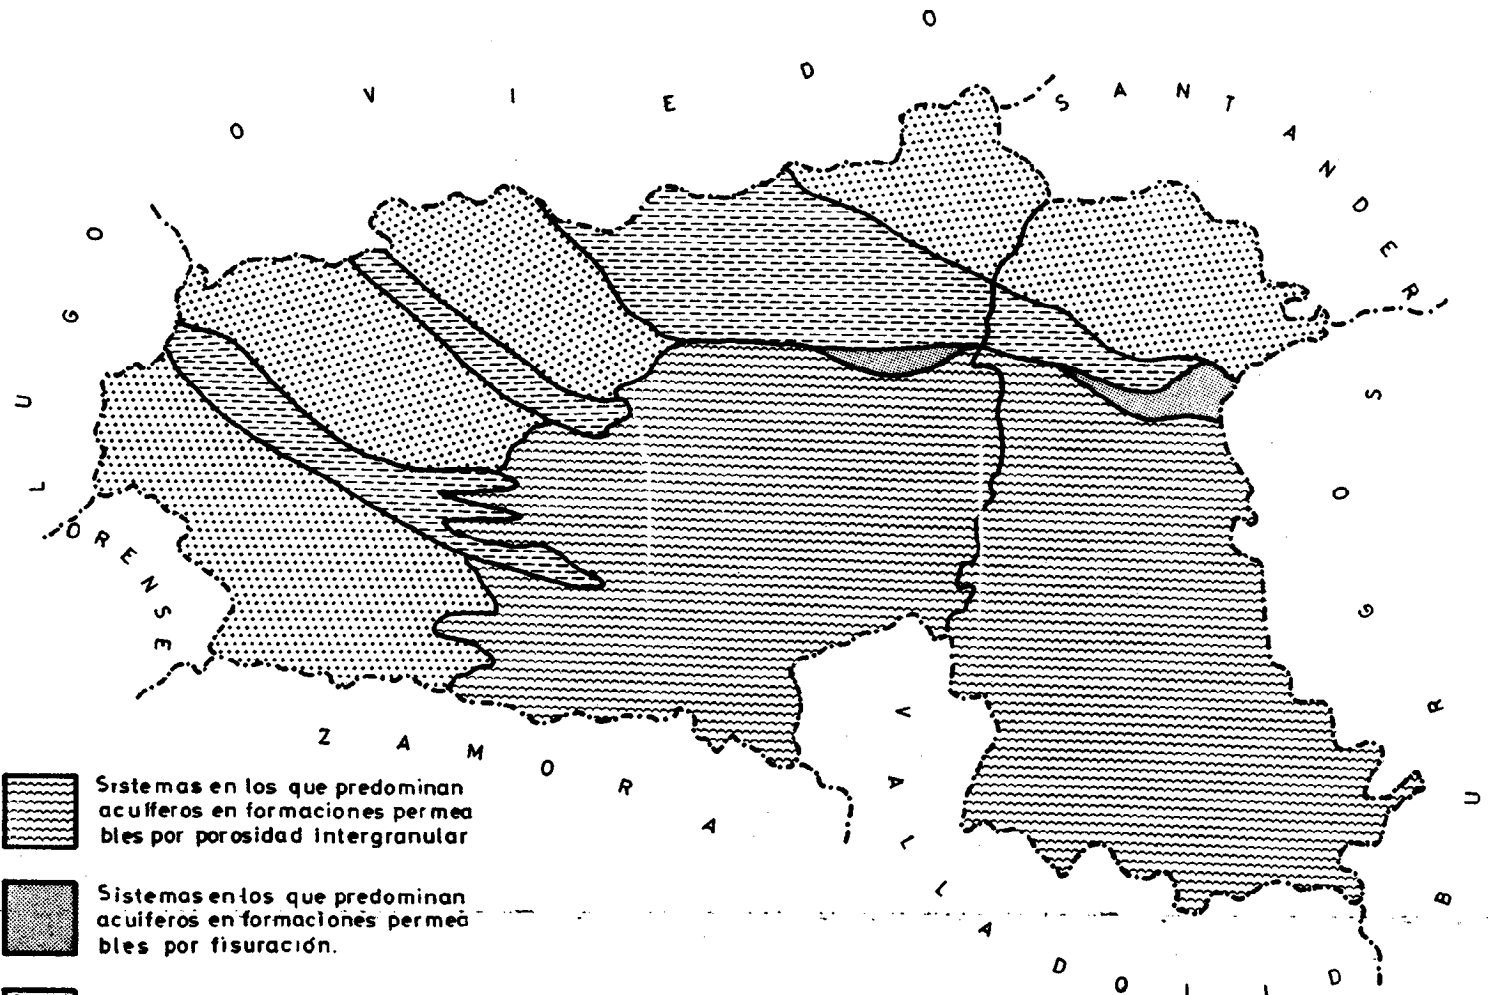 OVIEDO
SANTANDER
LUGO
ORENSE
ZAMORA
VALLADOLID
BURGOS
Sistemas en los que predominan
acuíferos en formaciones permea
bles por porosidad intergranular
Sistemas en los que predominan
acuíferos en formaciones permea
bles por fisuración.